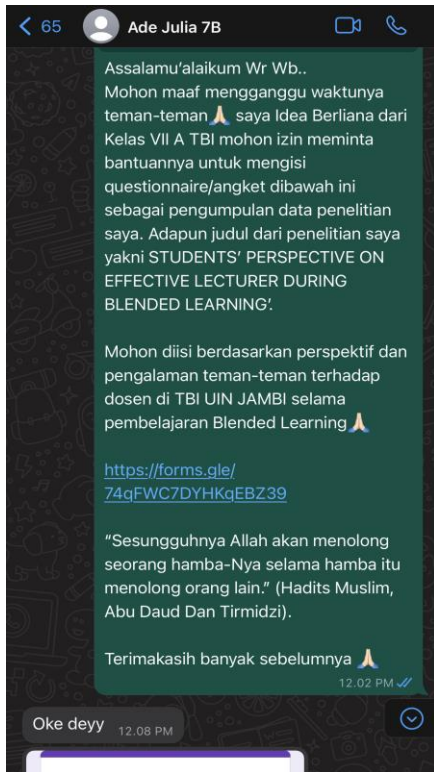 65
Ade Julia 7B
Assalamu'alaikum Wr Wb..
Mohon maaf mengganggu waktunya
teman-teman🙏🏻 saya Idea Berliana dari
Kelas VII A TBI mohon izin meminta
bantuannya untuk mengisi
questionnaire/angket dibawah ini
sebagai pengumpulan data penelitian
saya. Adapun judul dari penelitian saya
yakni STUDENTS' PERSPECTIVE ON
EFFECTIVE LECTURER DURING
BLENDED LEARNING'.
Mohon diisi berdasarkan perspektif dan
pengalaman teman-teman terhadap
dosen di TBI UIN JAMBI selama
pembelajaran Blended Learning🙏🏻
https://forms.gle/
74qFWC7DYHKqEBZ39
“Sesungguhnya Allah akan menolong
seorang hamba-Nya selama hamba itu
menolong orang lain.” (Hadits Muslim,
Abu Daud Dan Tirmidzi).
Terimakasih banyak sebelumnya 🙏🏻
12.02 PM
Oke deyy 12.08 PM